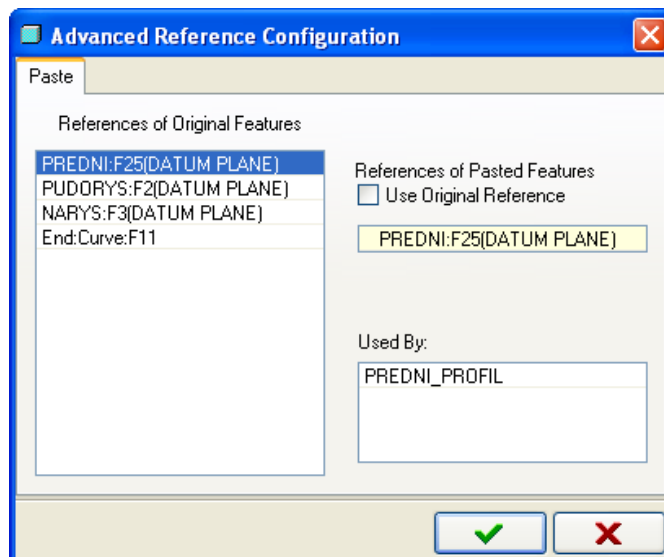 Advanced Reference Configuration
Paste
References of Original Features
PREDNI:F25(DATUM PLANE)
PUDORYS:F2(DATUM PLANE)
NARYS:F3(DATUM PLANE)
End:Curve:F11
References of Pasted Features
Use Original Reference
PREDNI:F25(DATUM PLANE)
Used By:
PREDNI_PROFIL